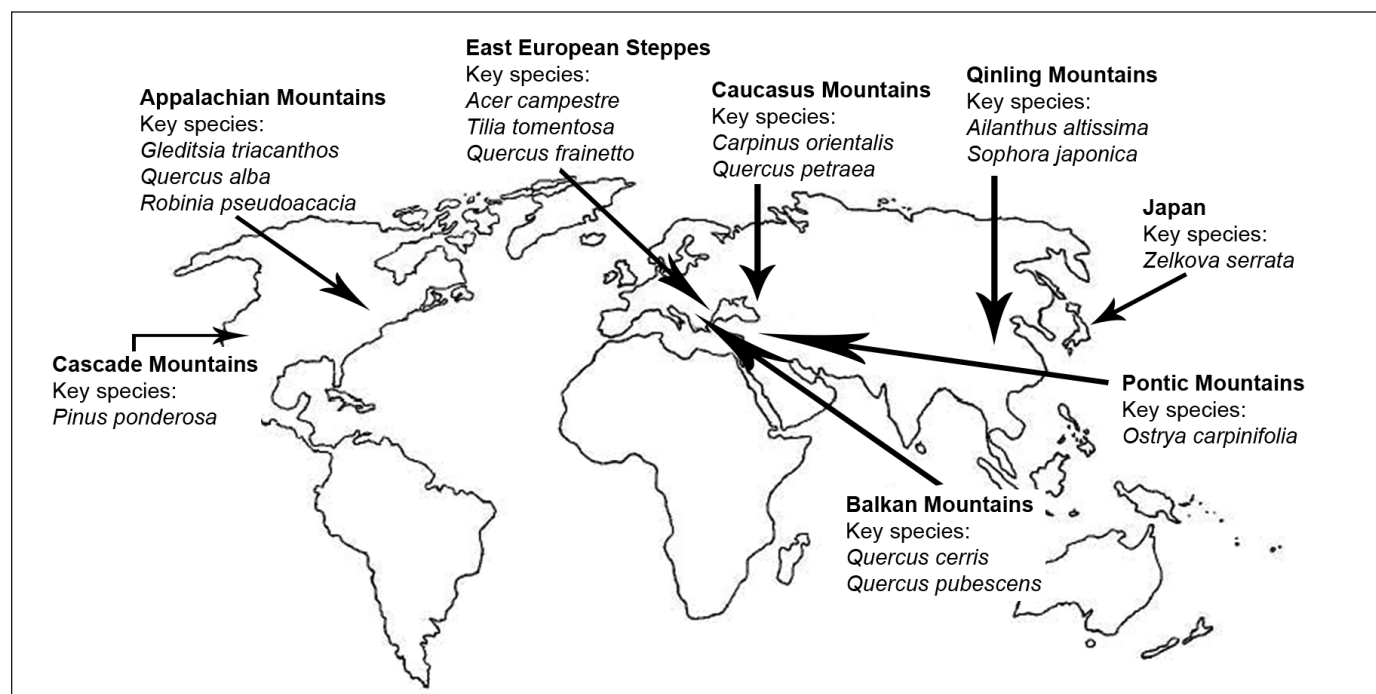 East European Steppes
Key species:
Acer campestre
Tilia tomentosa
Quercus frainetto
Appalachian Mountains
Key species:
Gleditsia triacanthos
Quercus alba
Robinia pseudoacacia
Caucasus Mountains
Key species:
Carpinus orientalis
Quercus petraea
Qinling Mountains
Key species:
Ailanthus altissima
Sophora japonica
Japan
Key species:
Zelkova serrata
Cascade Mountains
Key species:
Pinus ponderosa
Pontic Mountains
Key species:
Ostrya carpinifolia
Balkan Mountains
Key species:
Quercus cerris
Quercus pubescens